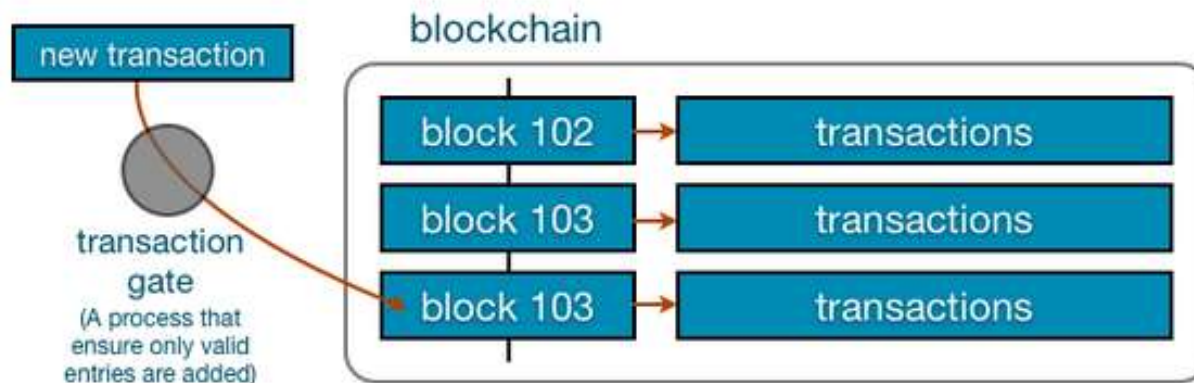 blockchain
new transaction
block 102
transactions
block 103
transactions
block 103
transactions
transaction
gate
(A process that
ensure only valid
entries are added)